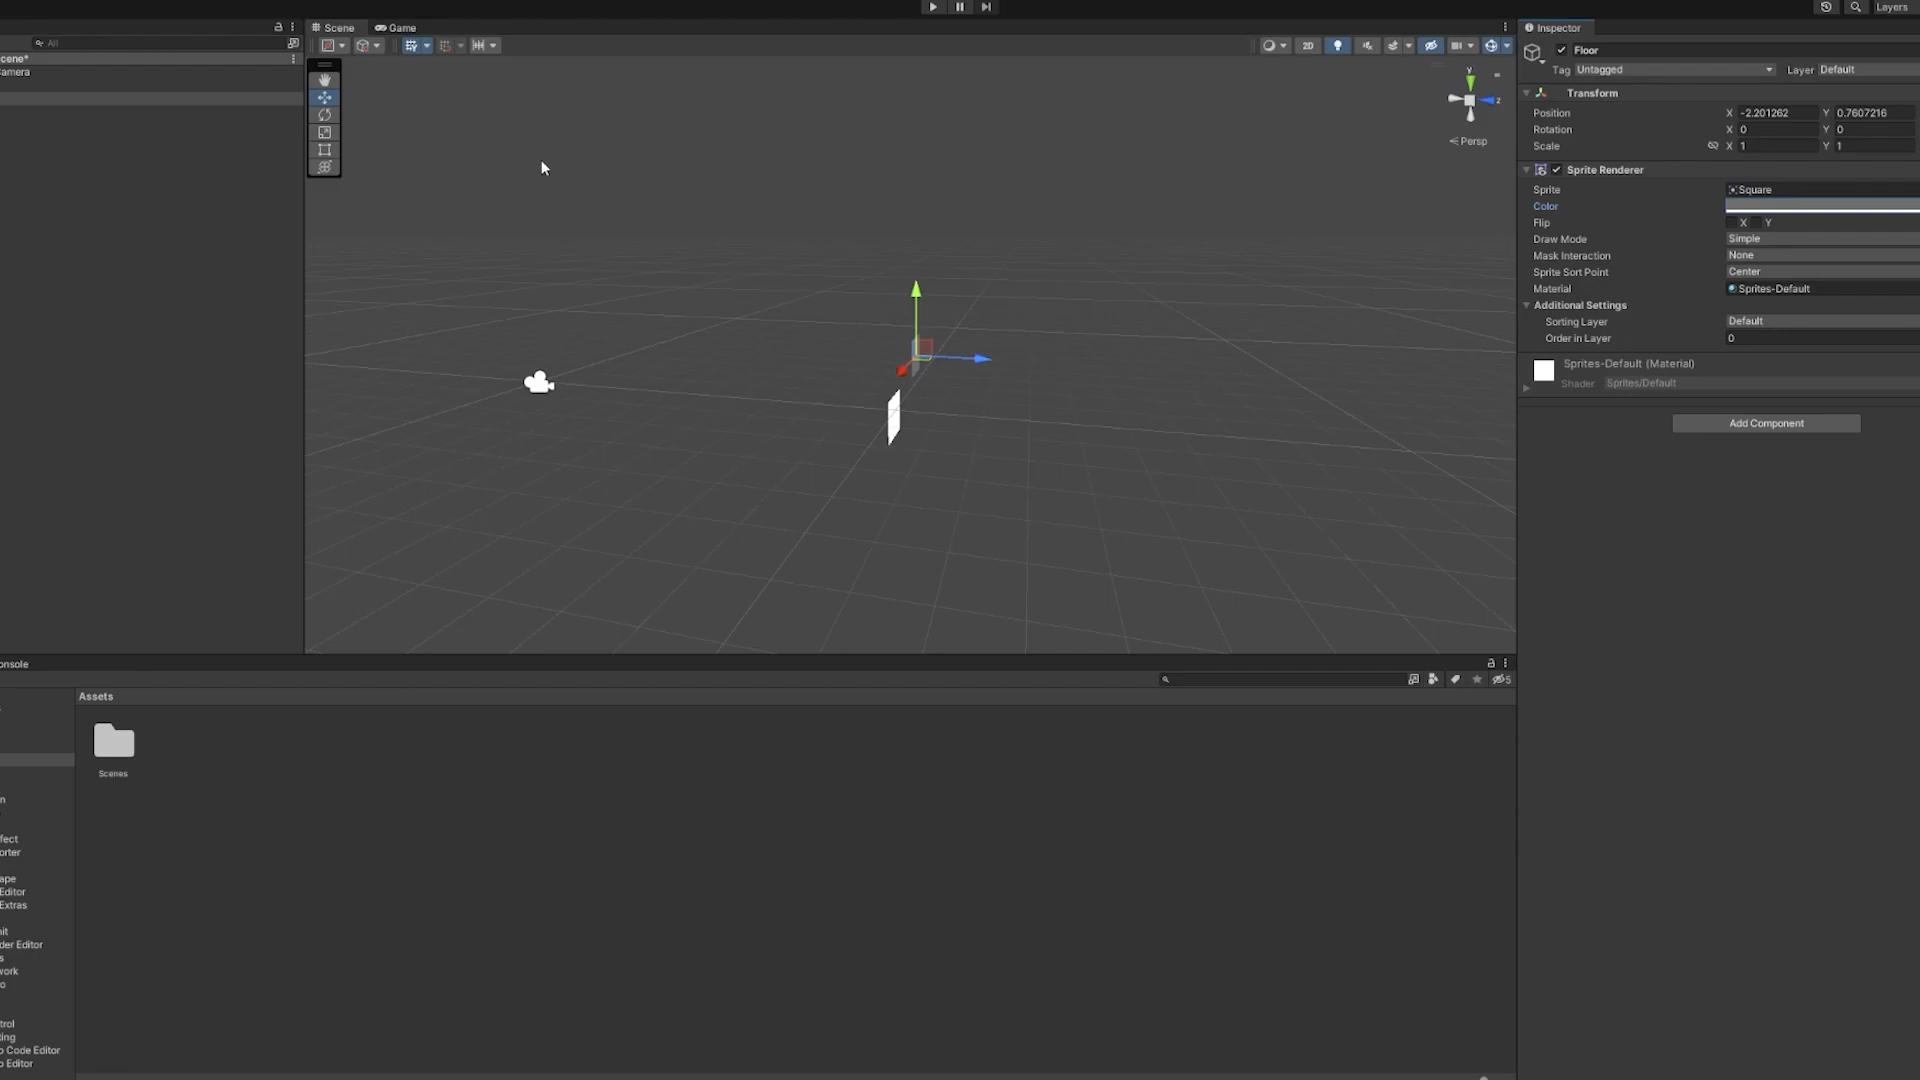 Layers
Scene
Game
Inspector
All
2D
Floor
cene*
amera
Tag Untagged Layer Default
y
z
Persp
Transform
Position X -2.201262 Y 0.7607216
Rotation X 0 Y 0
Scale X 1 Y 1
Sprite Renderer
Sprite Square
Color
Flip X Y
Draw Mode Simple
Mask Interaction None
Sprite Sort Point Center
Material Sprites-Default
Additional Settings
Sorting Layer Default
Order in Layer 0
Sprites-Default (Material)
Shader Sprites/Default
Add Component
onsole
5
Assets
Scenes
n
fect
orter
ape
Editor
Extras
it
der Editor
s
work
o
trol
ting
o Code Editor
o Editor